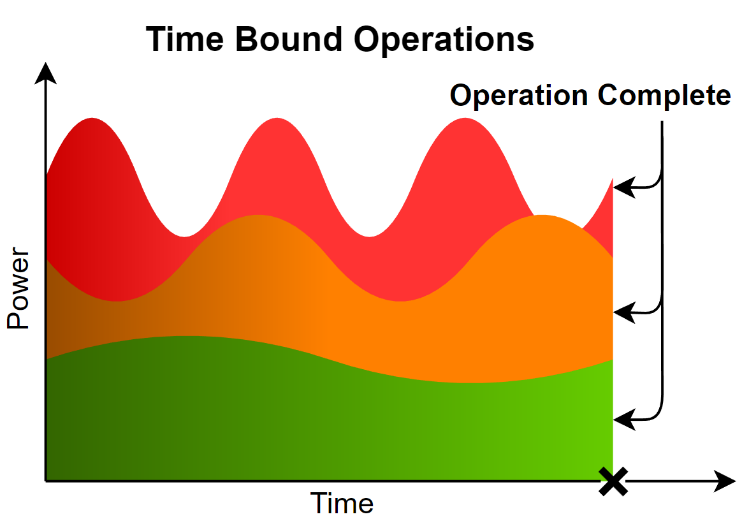 Time Bound Operations
Operation Complete
Power
Time